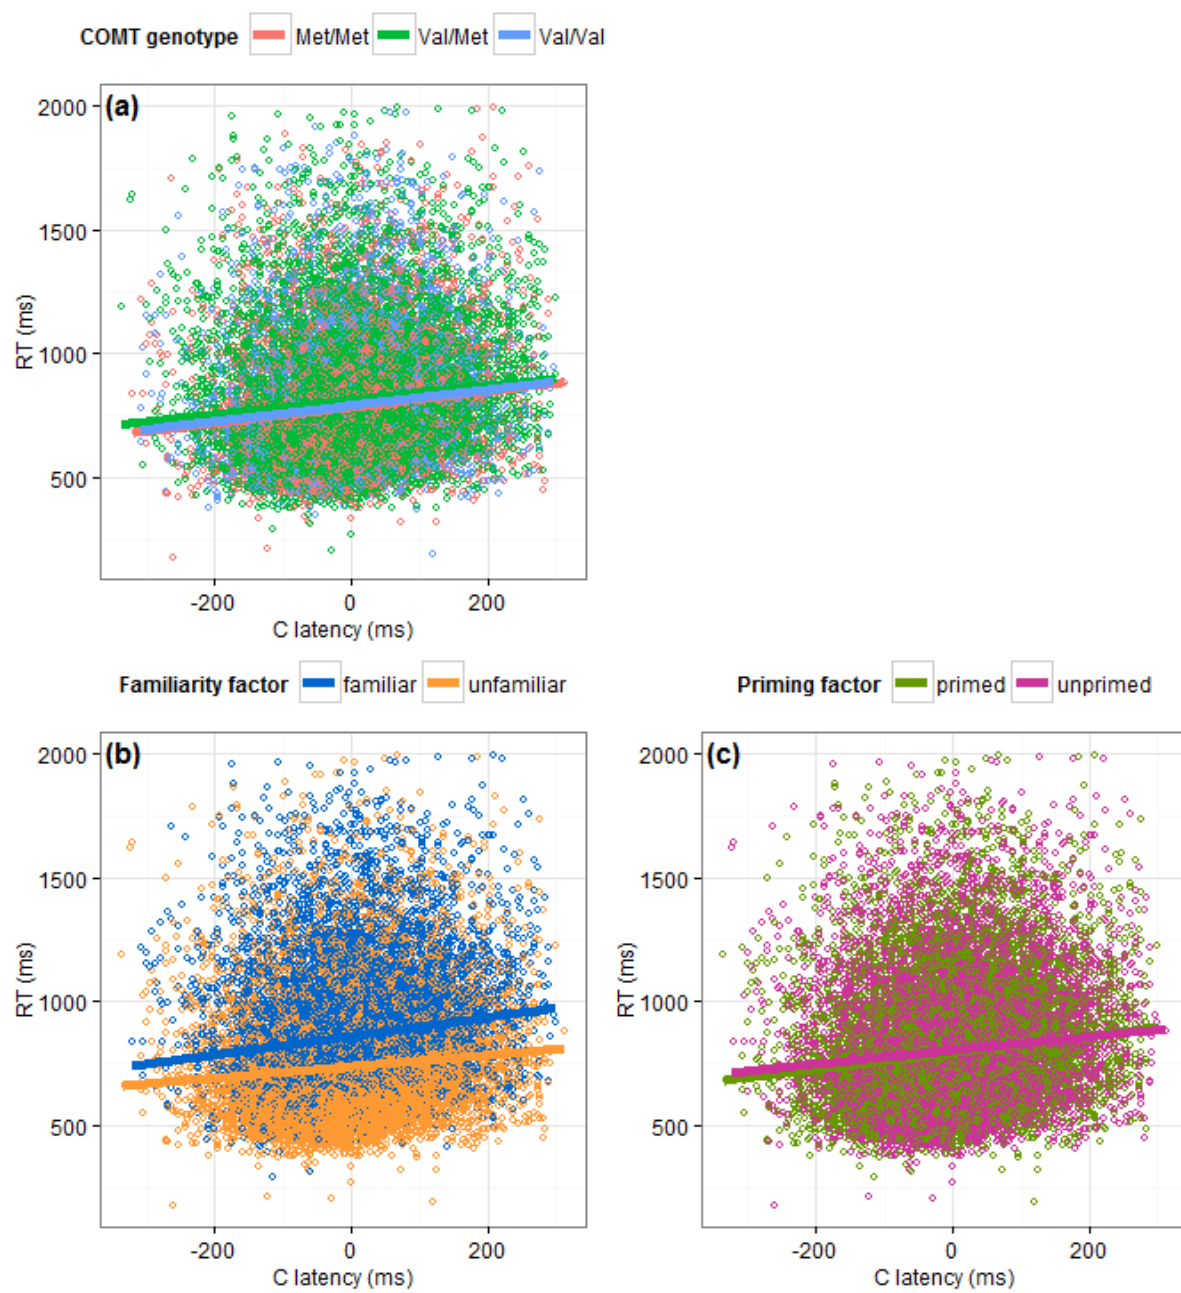 COMT genotype Met/Met Val/Met Val/Val
(a)
2000
1500
1000
500
RT (ms)
-200 0 200
C latency (ms)
Familiarity factor familiar unfamiliar
(b)
2000
1500
1000
500
RT (ms)
-200 0 200
C latency (ms)
Priming factor primed unprimed
(c)
2000
1500
1000
500
RT (ms)
-200 0 200
C latency (ms)